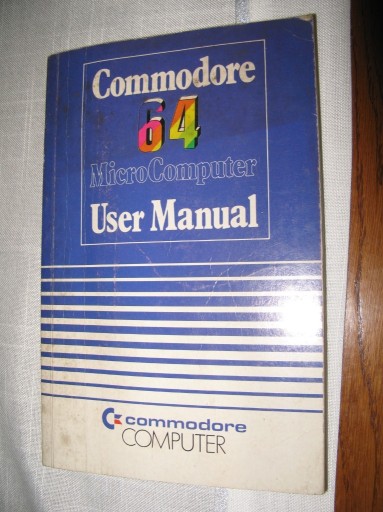 Commodore
64
MicroComputer
User Manual
commodore
COMPUTER